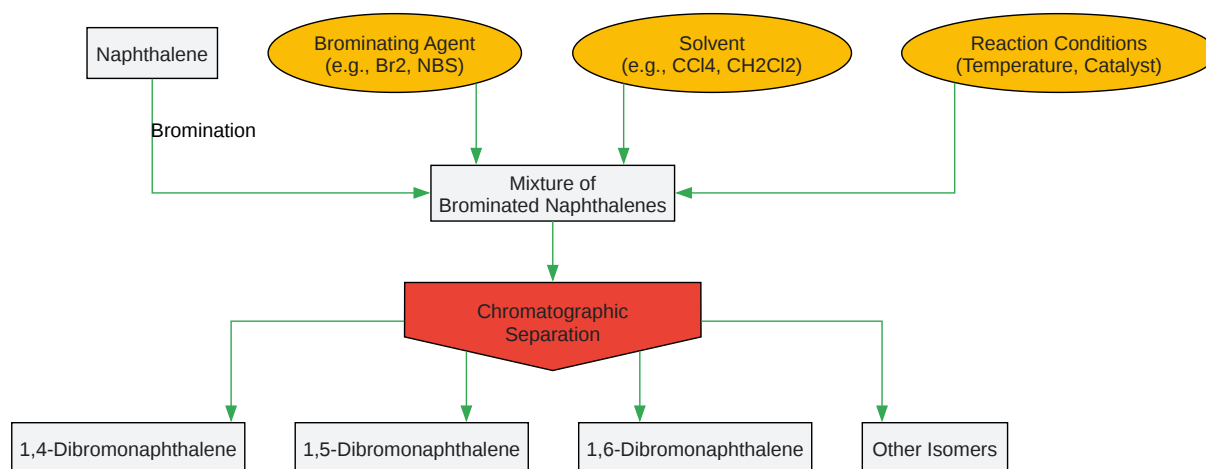 Naphthalene
Brominating Agent
(e.g., Br2, NBS)
Solvent
(e.g., CCl4, CH2Cl2)
Reaction Conditions
(Temperature, Catalyst)
Bromination
Mixture of
Brominated Naphthalenes
Chromatographic
Separation
1,4-Dibromonaphthalene
1,5-Dibromonaphthalene
1,6-Dibromonaphthalene
Other Isomers